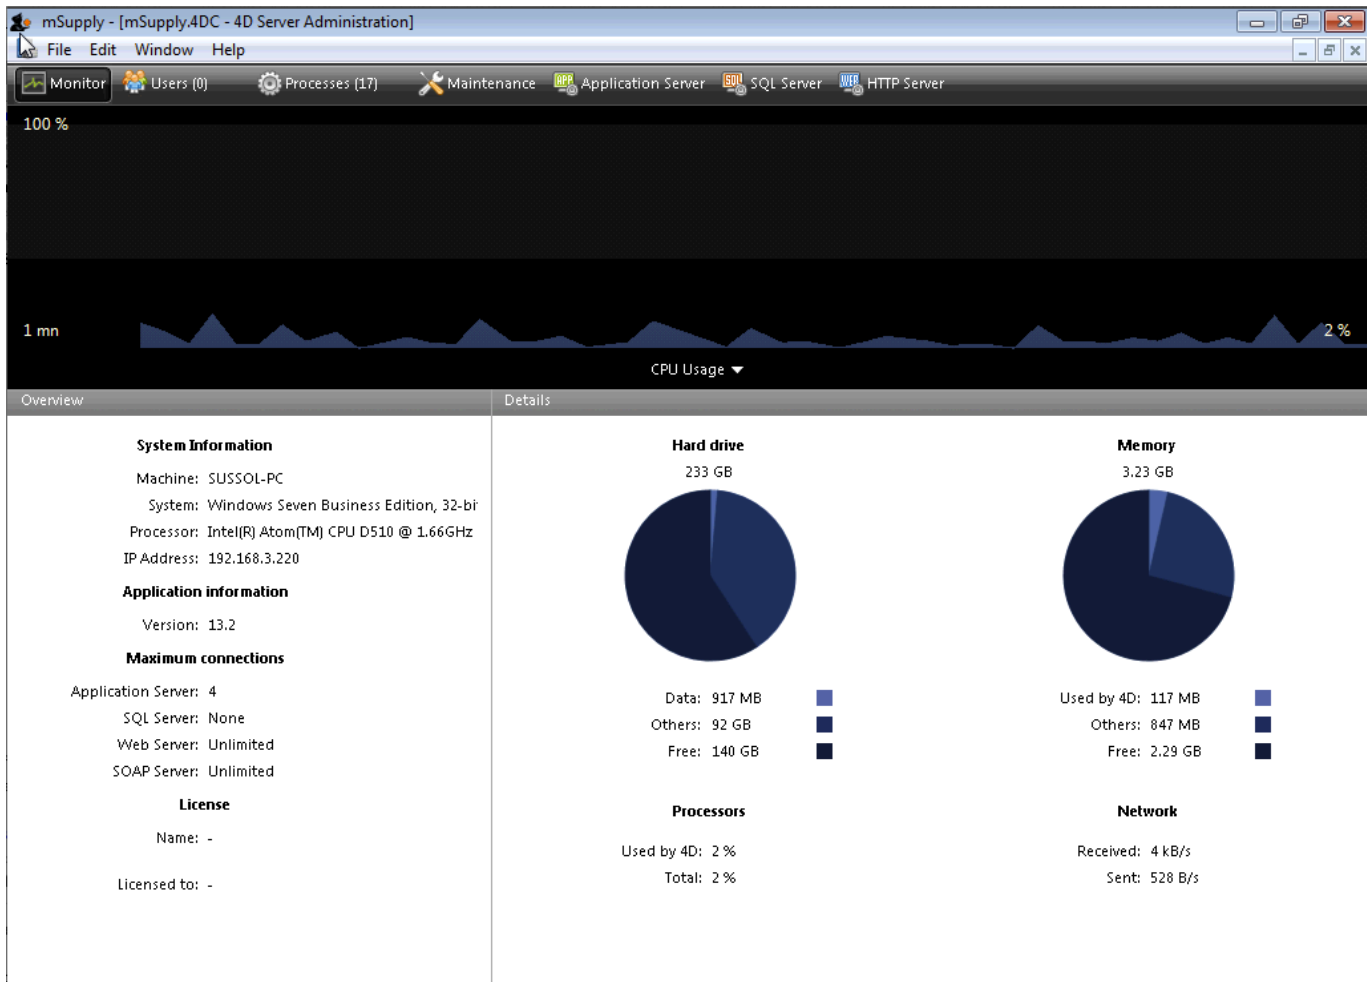 mSupply - [mSupply.4DC - 4D Server Administration]
File Edit Window Help
Monitor Users (0) Processes (17) Maintenance APP Application Server SQL SQL Server WEB HTTP Server
100 %
1 mn 2 %
CPU Usage
Overview Details
System Information
Machine: SUSSOL-PC
System: Windows Seven Business Edition, 32-bi
Processor: Intel(R) Atom(TM) CPU D510 @ 1.66GHz
IP Address: 192.168.3.220
Application information
Version: 13.2
Maximum connections
Application Server: 4
SQL Server: None
Web Server: Unlimited
SOAP Server: Unlimited
License
Name: -
Licensed to: -
Hard drive
233 GB
Data: 917 MB
Others: 92 GB
Free: 140 GB
Memory
3.23 GB
Used by 4D: 117 MB
Others: 847 MB
Free: 2.29 GB
Processors
Used by 4D: 2 %
Total: 2 %
Network
Received: 4 kB/s
Sent: 528 B/s